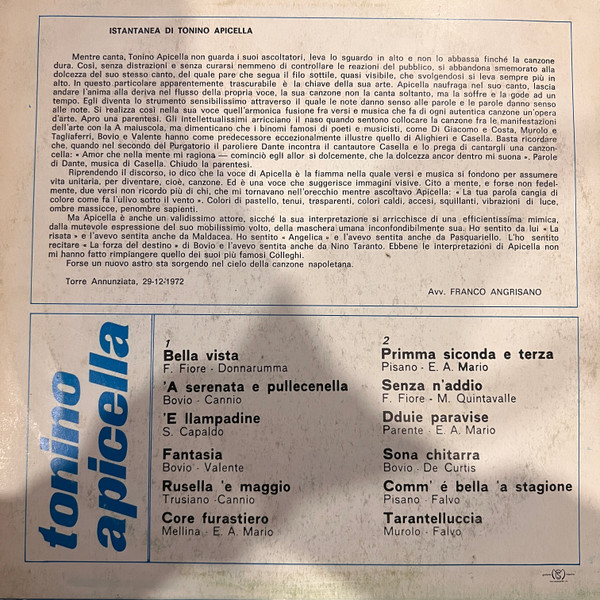 ISTANTANEA DI TONINO APICELLA
Mentre canta, Tonino Apicella non guarda i suoi ascoltatori, leva lo sguardo in alto e non lo abbassa finché la canzone
dura. Così, senza distrazioni e senza curarsi nemmeno di controllare le reazioni del pubblico, si abbandona smemorato alla
dolcezza del suo stesso canto, del quale pare che segua il filo sottile, quasi visibile, che svolgendosi si leva sempre più in
alto. In questo particolare apparentemente trascurabile è la chiave della sua arte. Apicella naufraga nel suo canto, lascia
andare l'anima alla deriva nel flusso della propria voce, la sua canzone non la canta soltanto, ma la soffre e la gode ad un
tempo. Egli diventa lo strumento sensibilissimo attraverso il quale le note danno senso alle parole e le parole danno senso
alle note. Si realizza così nella sua voce quell'armonica fusione fra versi e musica che fa di ogni autentica canzone un'opera
d'arte. Apro una parentesi. Gli intellettualissimi arricciano il naso quando sentono collocare la canzone fra le manifestazioni
dell'arte con la A maiuscola, ma dimenticano che i binomi famosi di poeti e musicisti, come Di Giacomo e Costa, Murolo e
Tagliaferri, Bovio e Valente hanno come predecessore eccezionalmente illustre quello di Alighieri e Casella. Basta ricordare
che, quando nel secondo del Purgatorio il paroliere Dante incontra il cantautore Casella e lo prega di cantargli una canzon-
cella: « Amor che nella mente mi ragiona — cominciò egli allor sì dolcemente, che la dolcezza ancor dentro mi suona ». Parole
di Dante, musica di Casella. Chiudo la parentesi.
Riprendendo il discorso, io dico che la voce di Apicella è la fiamma nella quale versi e musica si fondono per assumere
vita unitaria, per diventare, cioè, canzone. Ed è una voce che suggerisce immagini visive. Cito a mente, e forse non fedel-
mente, due versi non ricordo più di chi, che mi tornavano nell'orecchio mentre ascoltavo Apicella: « La tua parola cangia di
colore come fa l'ulivo sotto il vento ». Colori di pastello, tenui, trasparenti, colori caldi, accesi, squillanti, vibrazioni di luce,
ombre massicce, penombre sapienti.
Ma Apicella è anche un validissimo attore, sicché la sua interpretazione si arricchisce di una efficientissima mimica,
dalla mutevole espressione del suo mobilissimo volto, della maschera umana inconfondibilmente sua. Ho sentito da lui « La
risata » e l'avevo sentita anche da Maldacea. Ho sentito « Angelica » e l'avevo sentita anche da Pasquariello. L'ho sentito
recitare « La forza del destino » di Bovio e l'avevo sentita anche da Nino Taranto. Ebbene le interpretazioni di Apicella non
mi hanno fatto rimpiangere quello dei suoi più famosi Colleghi.
Forse un nuovo astro sta sorgendo nel cielo della canzone napoletana.
Torre Annunziata, 29-12-1972
Avv. FRANCO ANGRISANO
tonino
apicella
1
Bella vista
F. Fiore - Donnarumma
'A serenata e pullecenella
Bovio - Cannio
'E llampadine
S. Capaldo
Fantasia
Bovio - Valente
Rusella 'e maggio
Trusiano - Cannio
Core furastiero
Mellina - E. A. Mario
2
Primma siconda e terza
Pisano - E. A. Mario
Senza n'addio
F. Fiore - M. Quintavalle
Dduie paravise
Parente - E. A. Mario
Sona chitarra
Bovio - De Curtis
Comm' é bella 'a stagione
Pisano - Falvo
Tarantelluccia
Murolo - Falvo